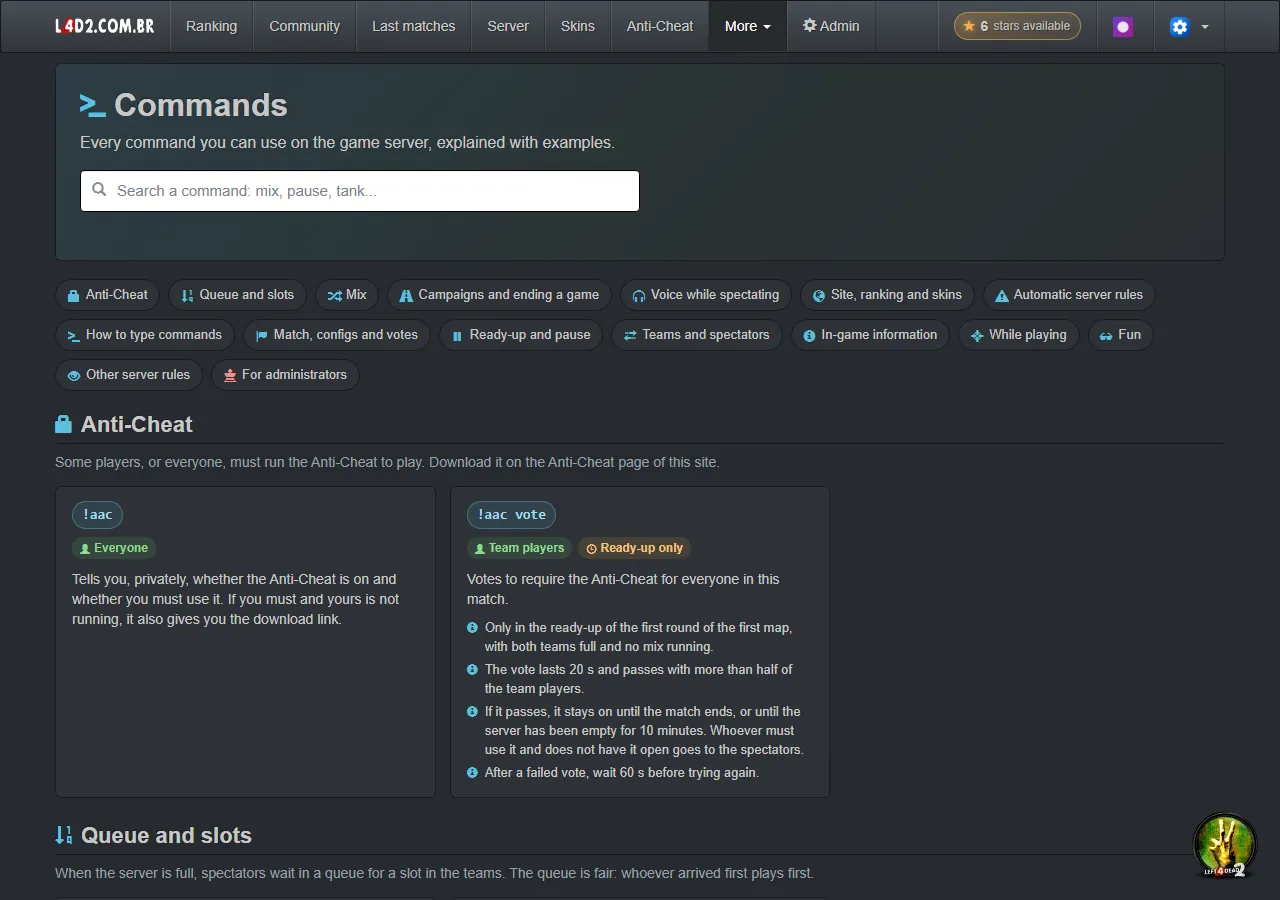 L4D2.COM.BR Ranking Community Last matches Server Skins Anti-Cheat More Admin 6 stars available
Commands
Every command you can use on the game server, explained with examples.
Search a command: mix, pause, tank...
Anti-Cheat Queue and slots Mix Campaigns and ending a game Voice while spectating Site, ranking and skins Automatic server rules
How to type commands Match, configs and votes Ready-up and pause Teams and spectators In-game information While playing Fun
Other server rules For administrators
Anti-Cheat
Some players, or everyone, must run the Anti-Cheat to play. Download it on the Anti-Cheat page of this site.
!aac
Everyone
Tells you, privately, whether the Anti-Cheat is on and
whether you must use it. If you must and yours is not
running, it also gives you the download link.
!aac vote
Team players Ready-up only
Votes to require the Anti-Cheat for everyone in this
match.
Only in the ready-up of the first round of the first map,
with both teams full and no mix running.
The vote lasts 20 s and passes with more than half of
the team players.
If it passes, it stays on until the match ends, or until the
server has been empty for 10 minutes. Whoever must
use it and does not have it open goes to the spectators.
After a failed vote, wait 60 s before trying again.
Queue and slots
When the server is full, spectators wait in a queue for a slot in the teams. The queue is fair: whoever arrived first plays first.
LEFT 4 DEAD 2